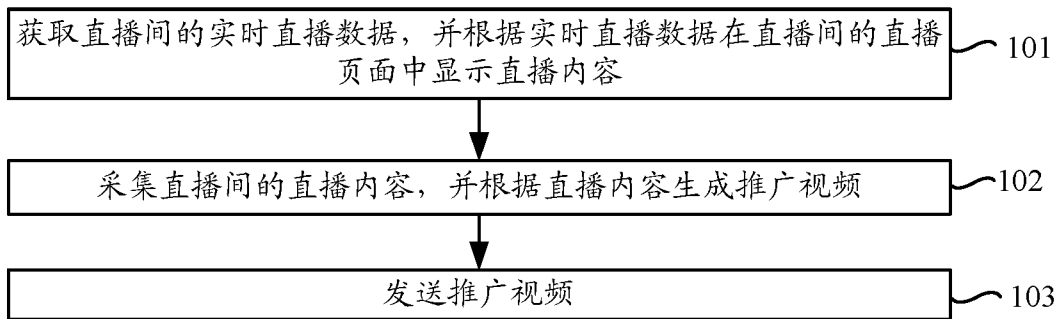 获取直播间的实时直播数据，并根据实时直播数据在直播间的直播
页面中显示直播内容
101
采集直播间的直播内容，并根据直播内容生成推广视频
102
发送推广视频
103